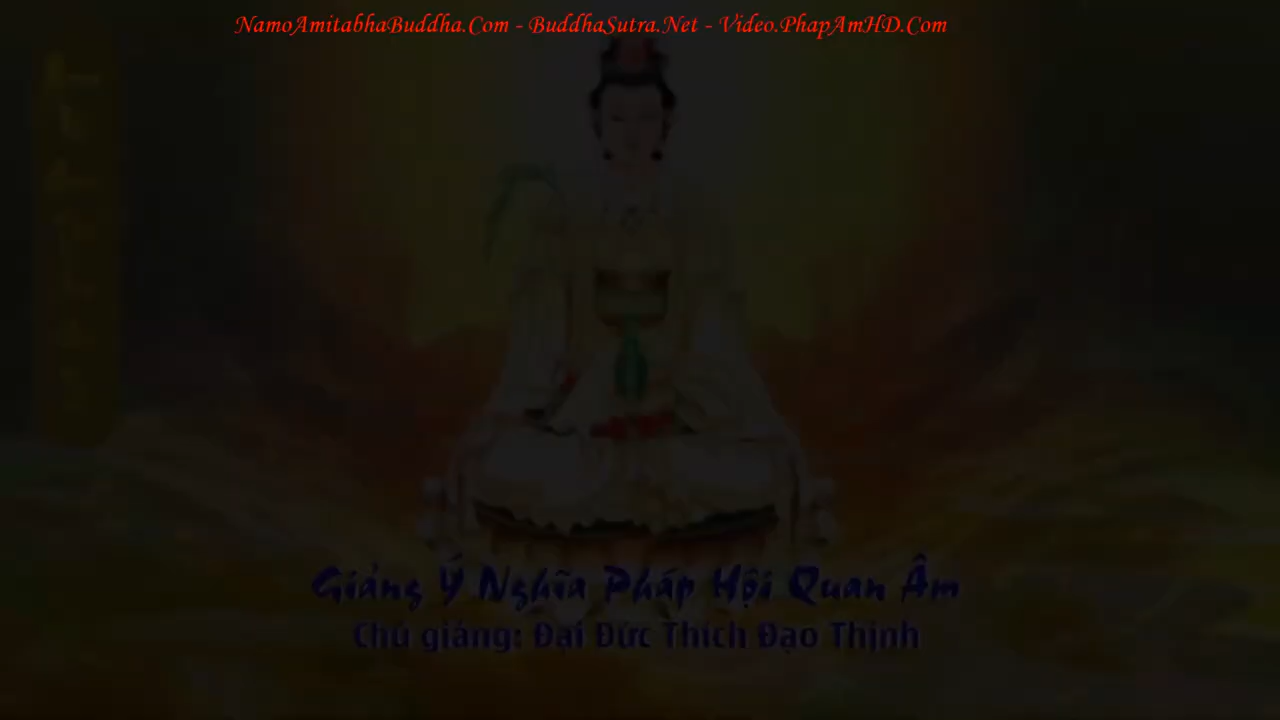 NamoAmitabhaBuddha.Com - BuddhaSutra.Net - Video.PhapAmHD.Com
Giảng Ý Nghĩa Pháp Hội Quan Âm
Chủ giảng: Đại Đức Thích Đạo Thịnh